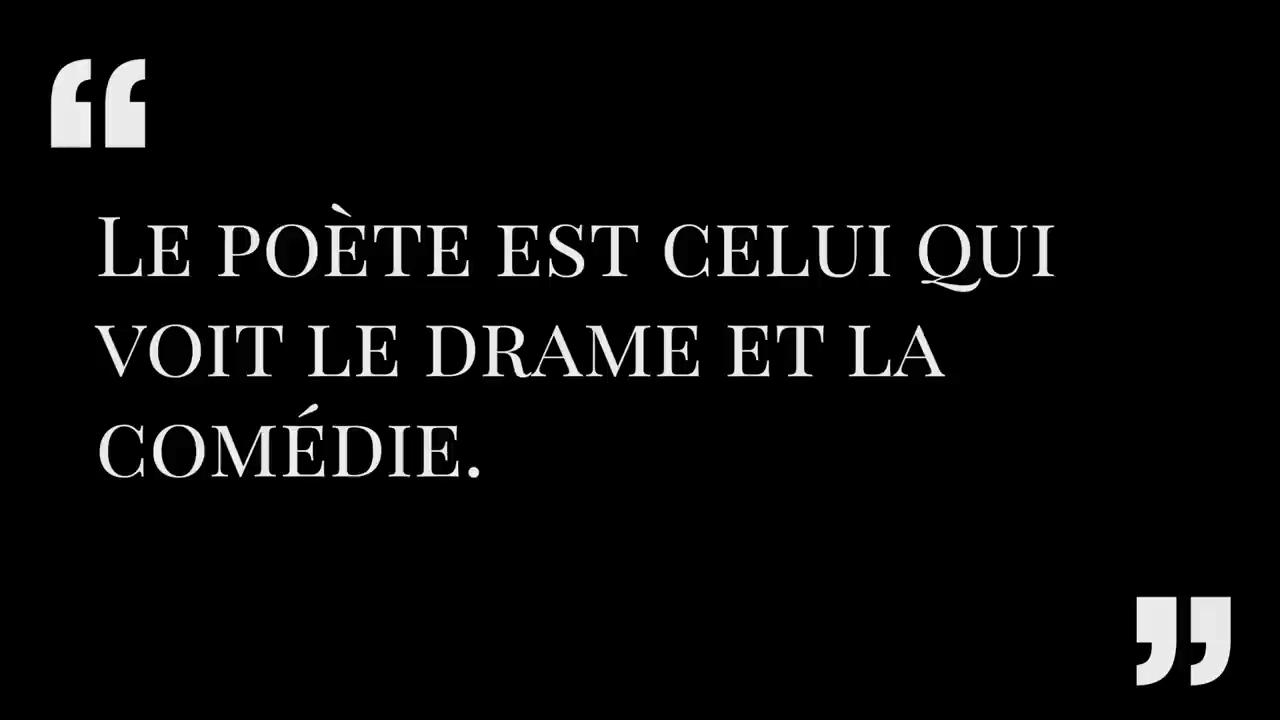 “
Le poète est celui qui
voit le drame et la
comédie.
”